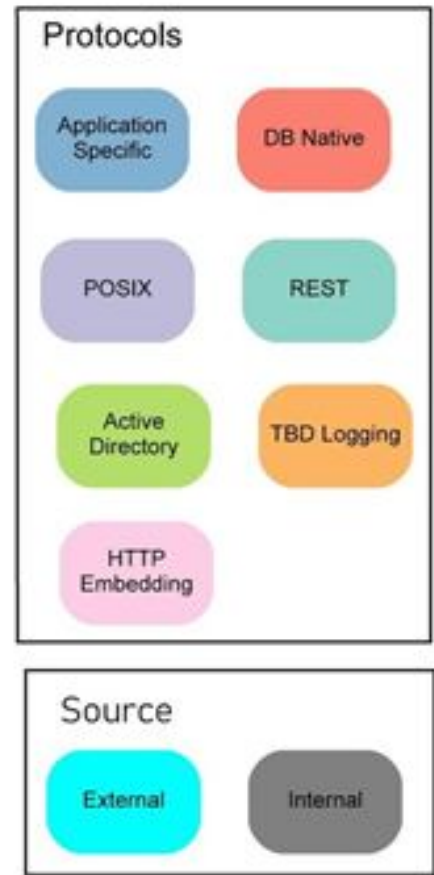 Protocols
Application
Specific
DB Native
POSIX
REST
Active
Directory
TBD Logging
HTTP
Embedding
Source
External
Internal